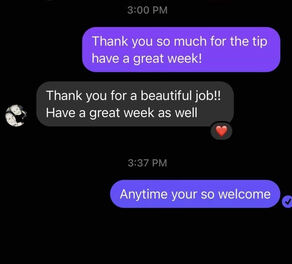 3:00 PM
Thank you so much for the tip
have a great week!
Thank you for a beautiful job!!
Have a great week as well
3:37 PM
Anytime your so welcome